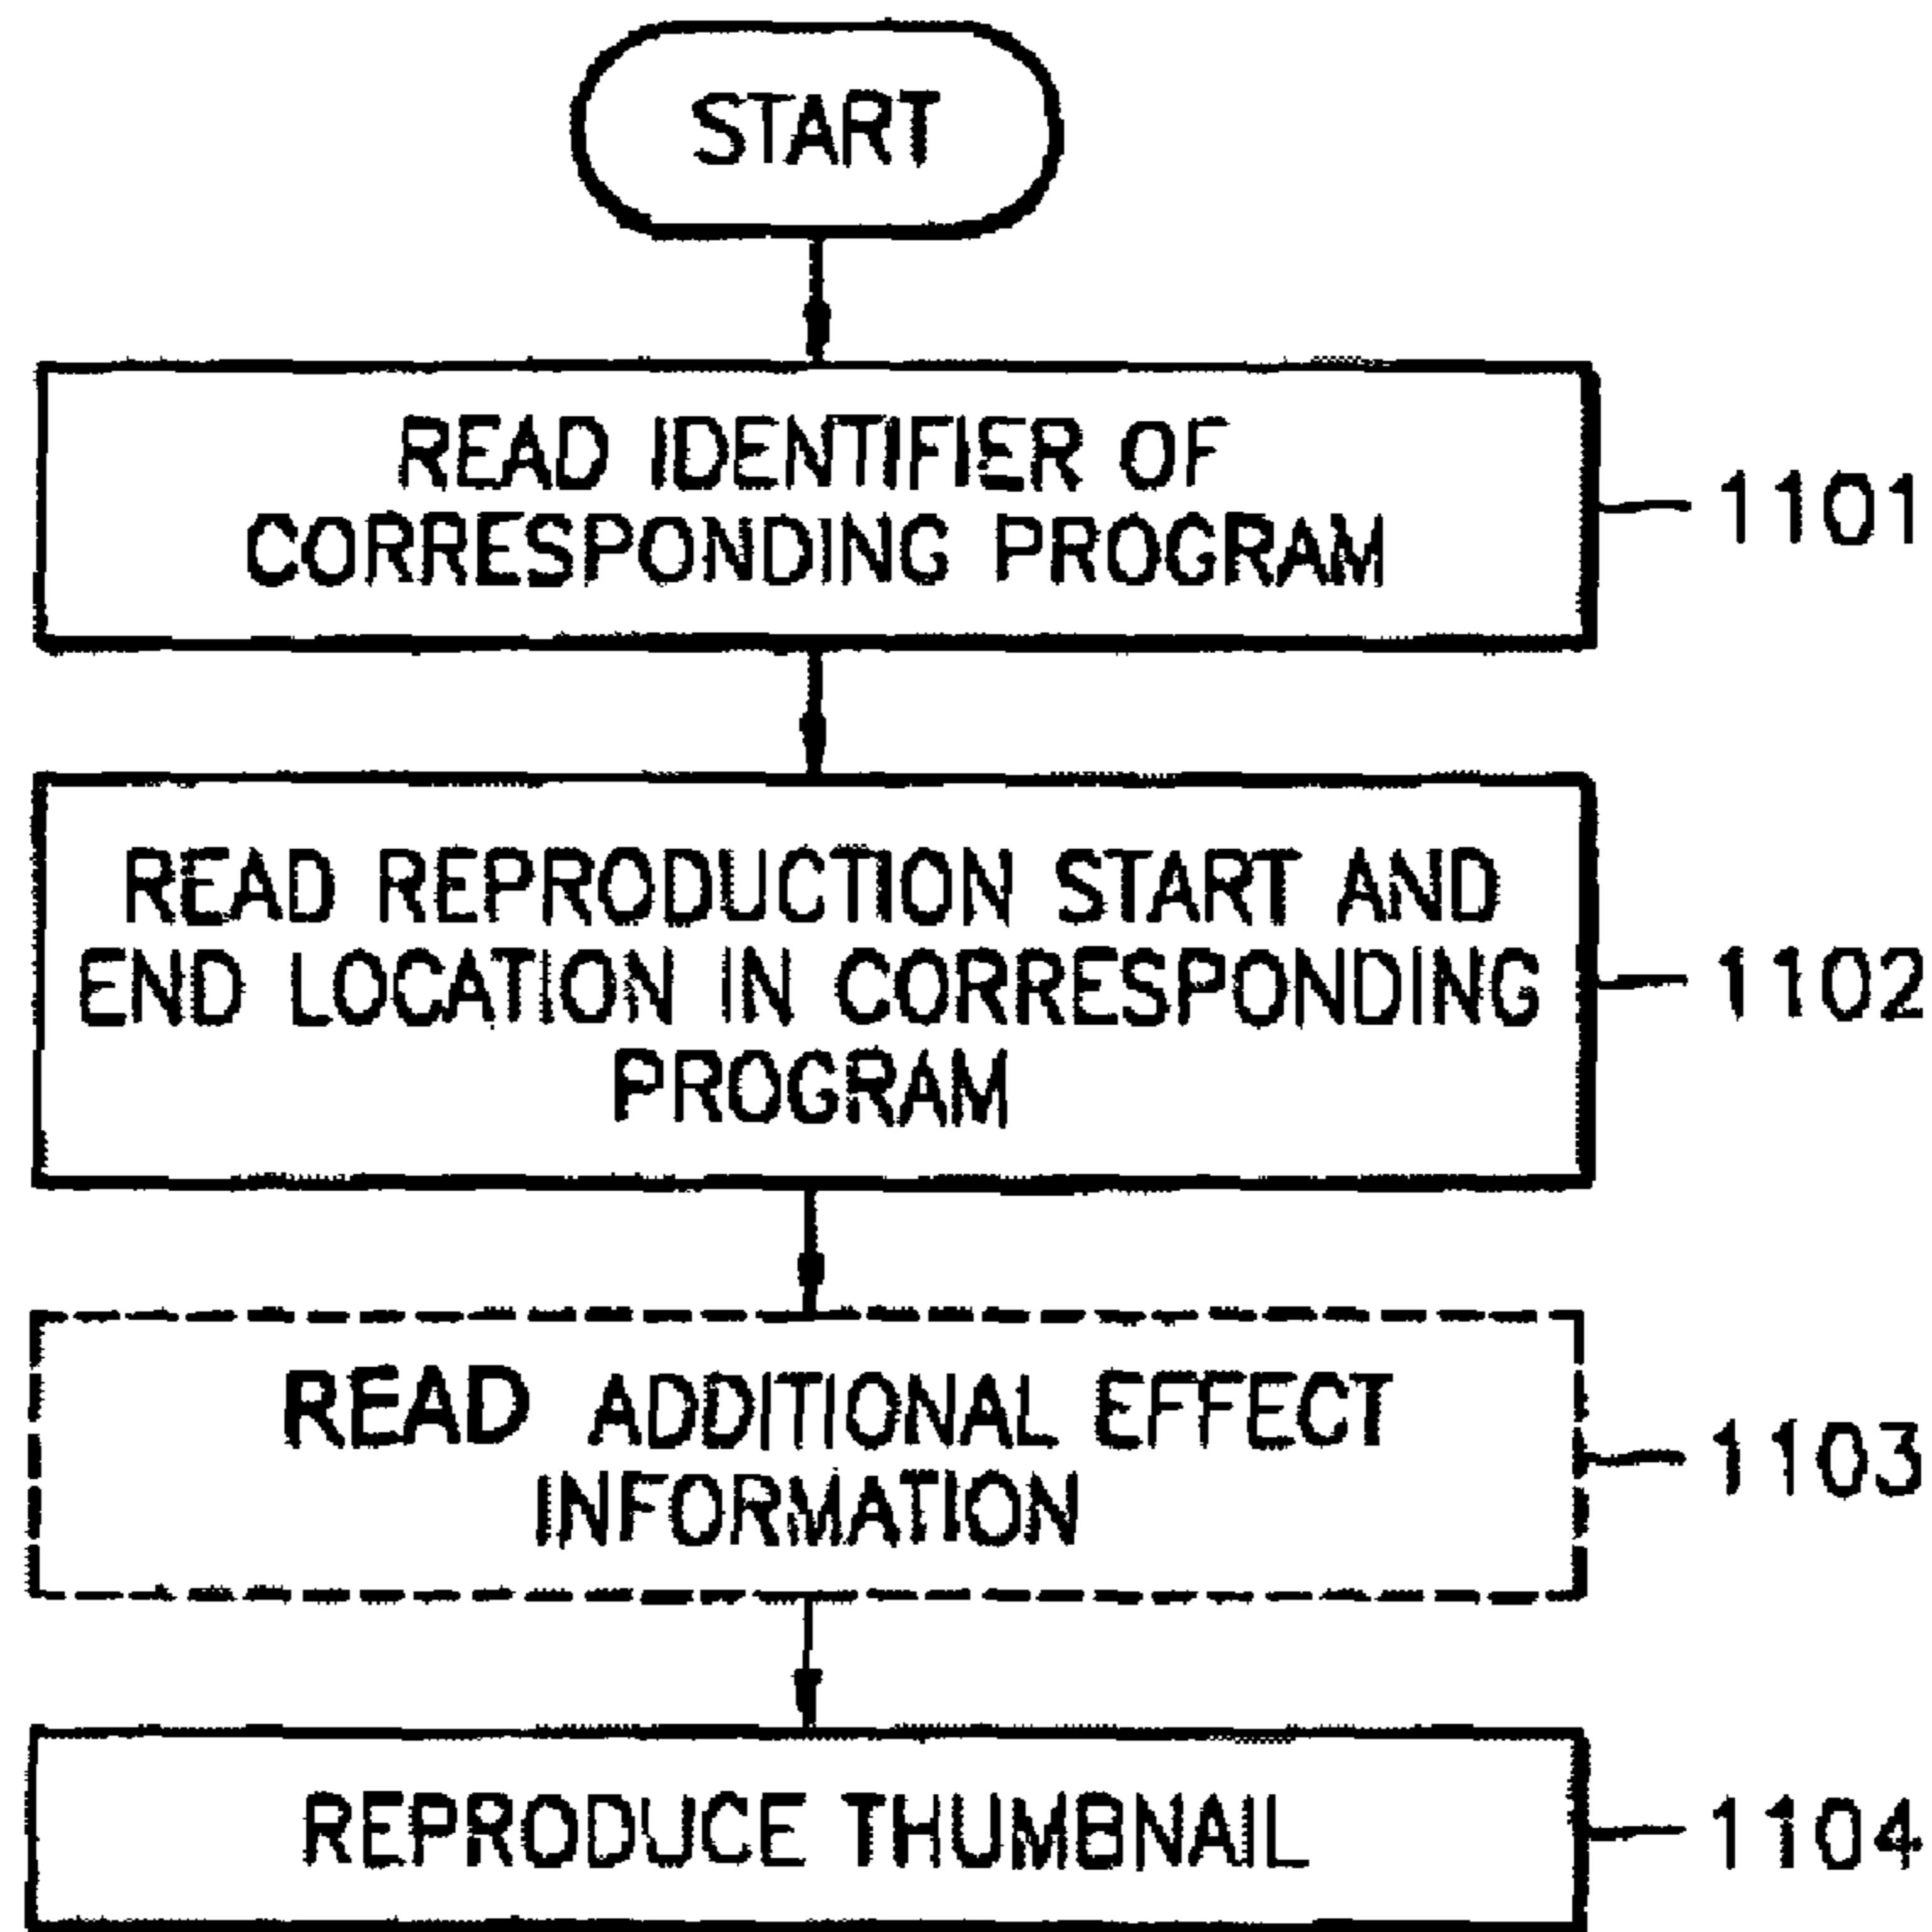 START
READ IDENTIFIER OF
CORRESPONDING PROGRAM
1101
READ REPRODUCTION START AND
END LOCATION IN CORRESPONDING
PROGRAM
1102
READ ADDITIONAL EFFECT
INFORMATION
1103
REPRODUCE THUMBNAIL
1104